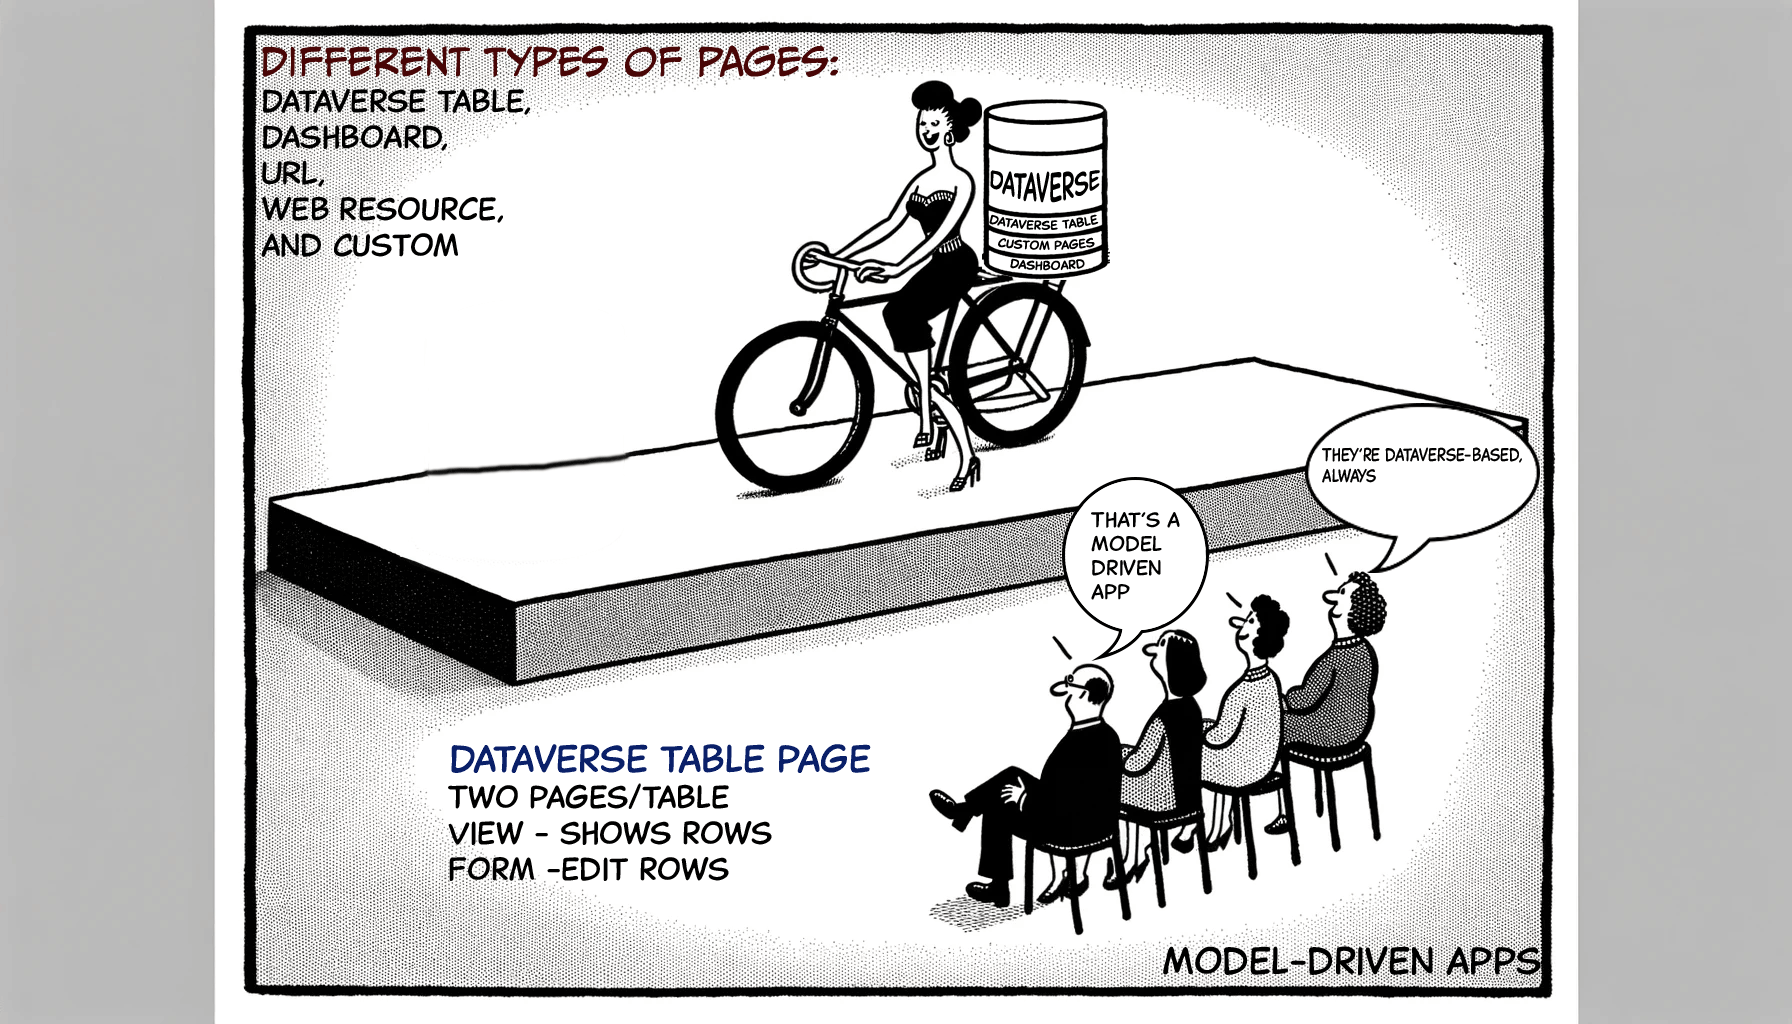 DIFFERENT TYPES OF PAGES:
DATAVERSE TABLE,
DASHBOARD,
URL,
WEB RESOURCE,
AND CUSTOM
DATAVERSE
DATAVERSE TABLE
CUSTOM PAGES
DASHBOARD
THEY'RE DATAVERSE-BASED,
ALWAYS
THAT'S A
MODEL
DRIVEN
APP
DATAVERSE TABLE PAGE
TWO PAGES/TABLE
VIEW - SHOWS ROWS
FORM -EDIT ROWS
MODEL-DRIVEN APPS